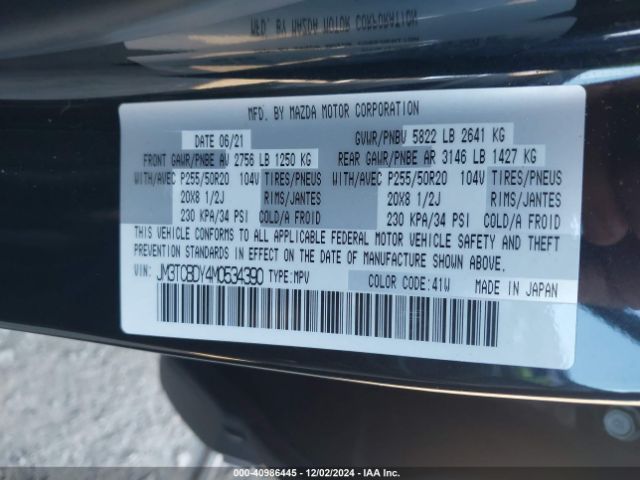 MFD. BY MAZDA MOTOR CORPORATION
DATE 06/21 GVWR/PNBV 5822 LB 2641 KG
FRONT GAWR/PNBE AV 2756 LB 1250 KG REAR GAWR/PNBE AR 3146 LB 1427 KG
WITH/AVEC P255/50R20 104V TIRES/PNEUS WITH/AVEC P255/50R20 104V TIRES/PNEUS
20X8 1/2J RIMS/JANTES 20X8 1/2J RIMS/JANTES
230 KPA/34 PSI COLD/A FROID 230 KPA/34 PSI COLD/A FROID
THIS VEHICLE CONFORMS TO ALL APPLICABLE FEDERAL MOTOR VEHICLE SAFETY AND THEFT
PREVENTION STANDARDS IN EFFECT ON THE DATE OF MANUFACTURE SHOWN ABOVE.
VIN: JM3TCBDY4M0534390 TYPE:MPV COLOR CODE:41W MADE IN JAPAN
000-40986445 - 12/02/2024 - IAAI.COM